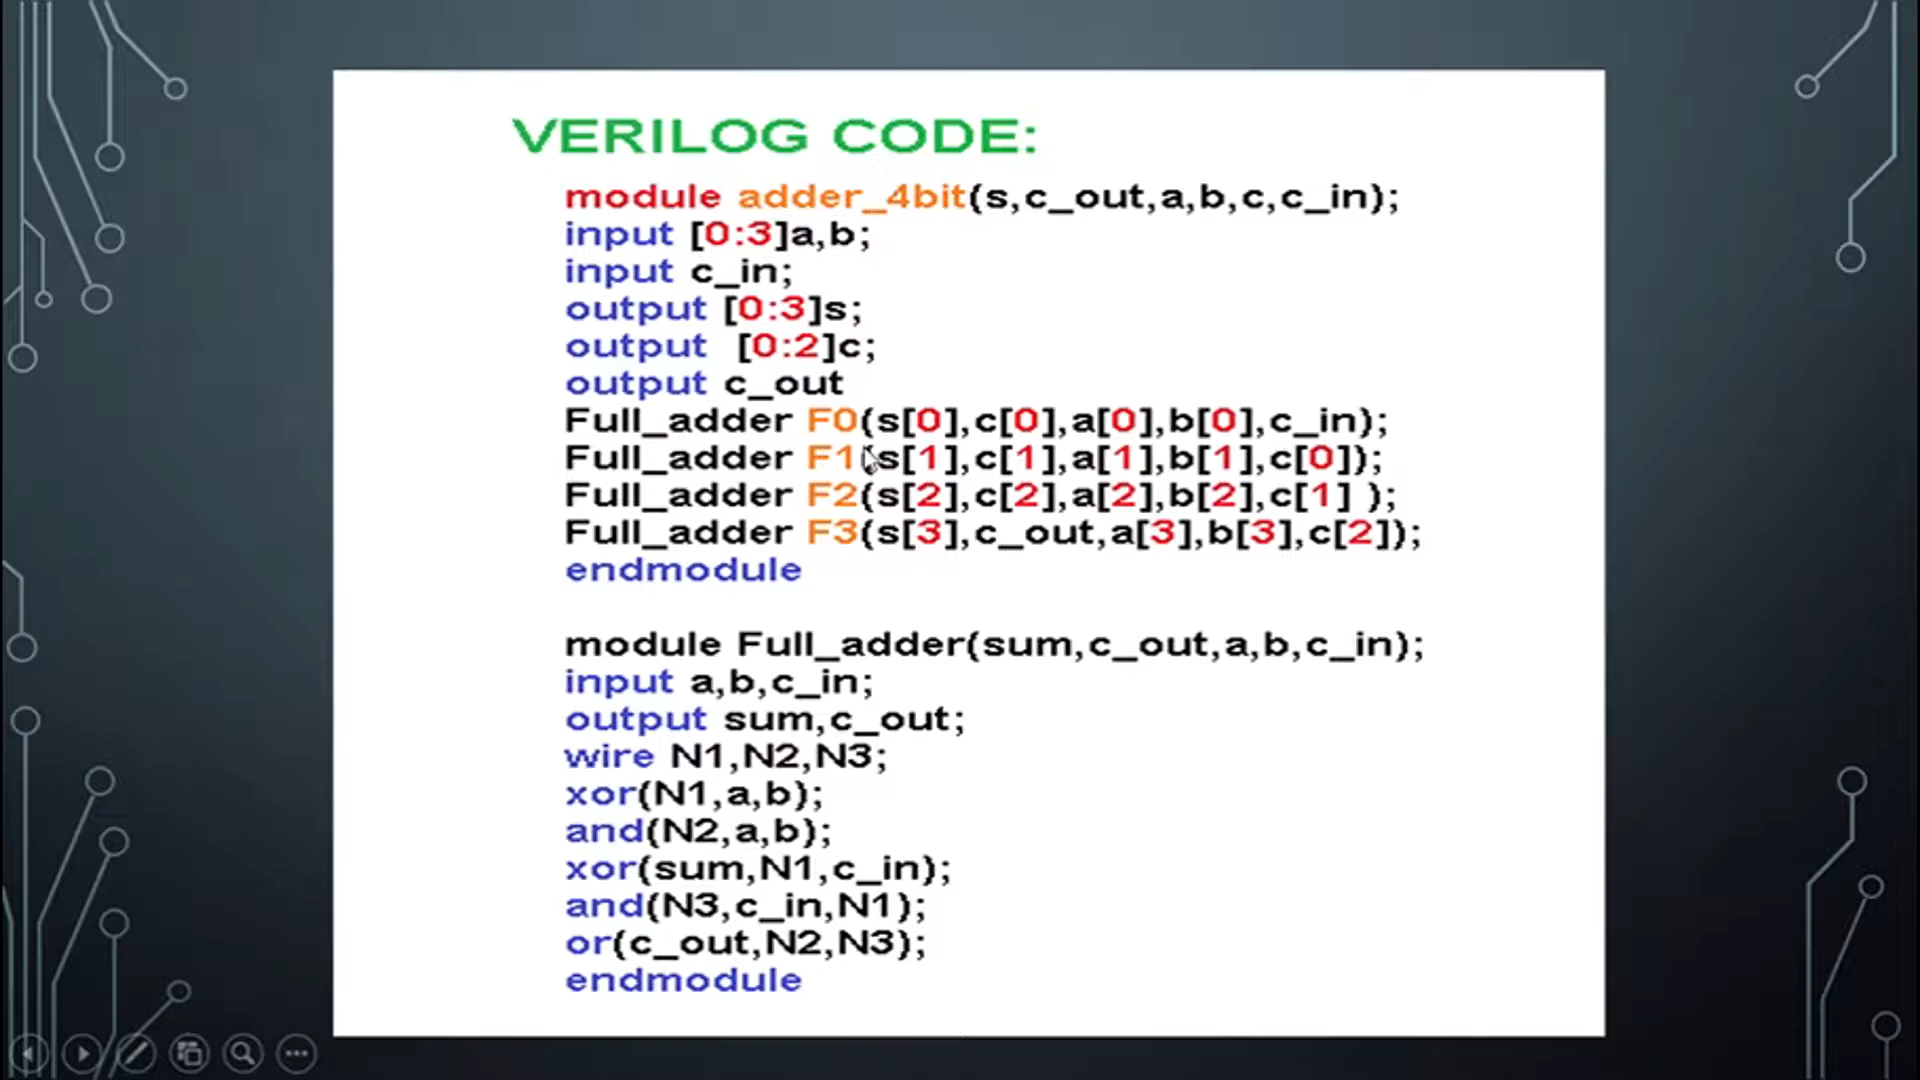 VERILOG CODE:
module adder_4bit(s,c_out,a,b,c,c_in);
input [0:3]a,b;
input c_in;
output [0:3]s;
output  [0:2]c;
output c_out
Full_adder F0(s[0],c[0],a[0],b[0],c_in);
Full_adder F1(s[1],c[1],a[1],b[1],c[0]);
Full_adder F2(s[2],c[2],a[2],b[2],c[1] );
Full_adder F3(s[3],c_out,a[3],b[3],c[2]);
endmodule
module Full_adder(sum,c_out,a,b,c_in);
input a,b,c_in;
output sum,c_out;
wire N1,N2,N3;
xor(N1,a,b);
and(N2,a,b);
xor(sum,N1,c_in);
and(N3,c_in,N1);
or(c_out,N2,N3);
endmodule